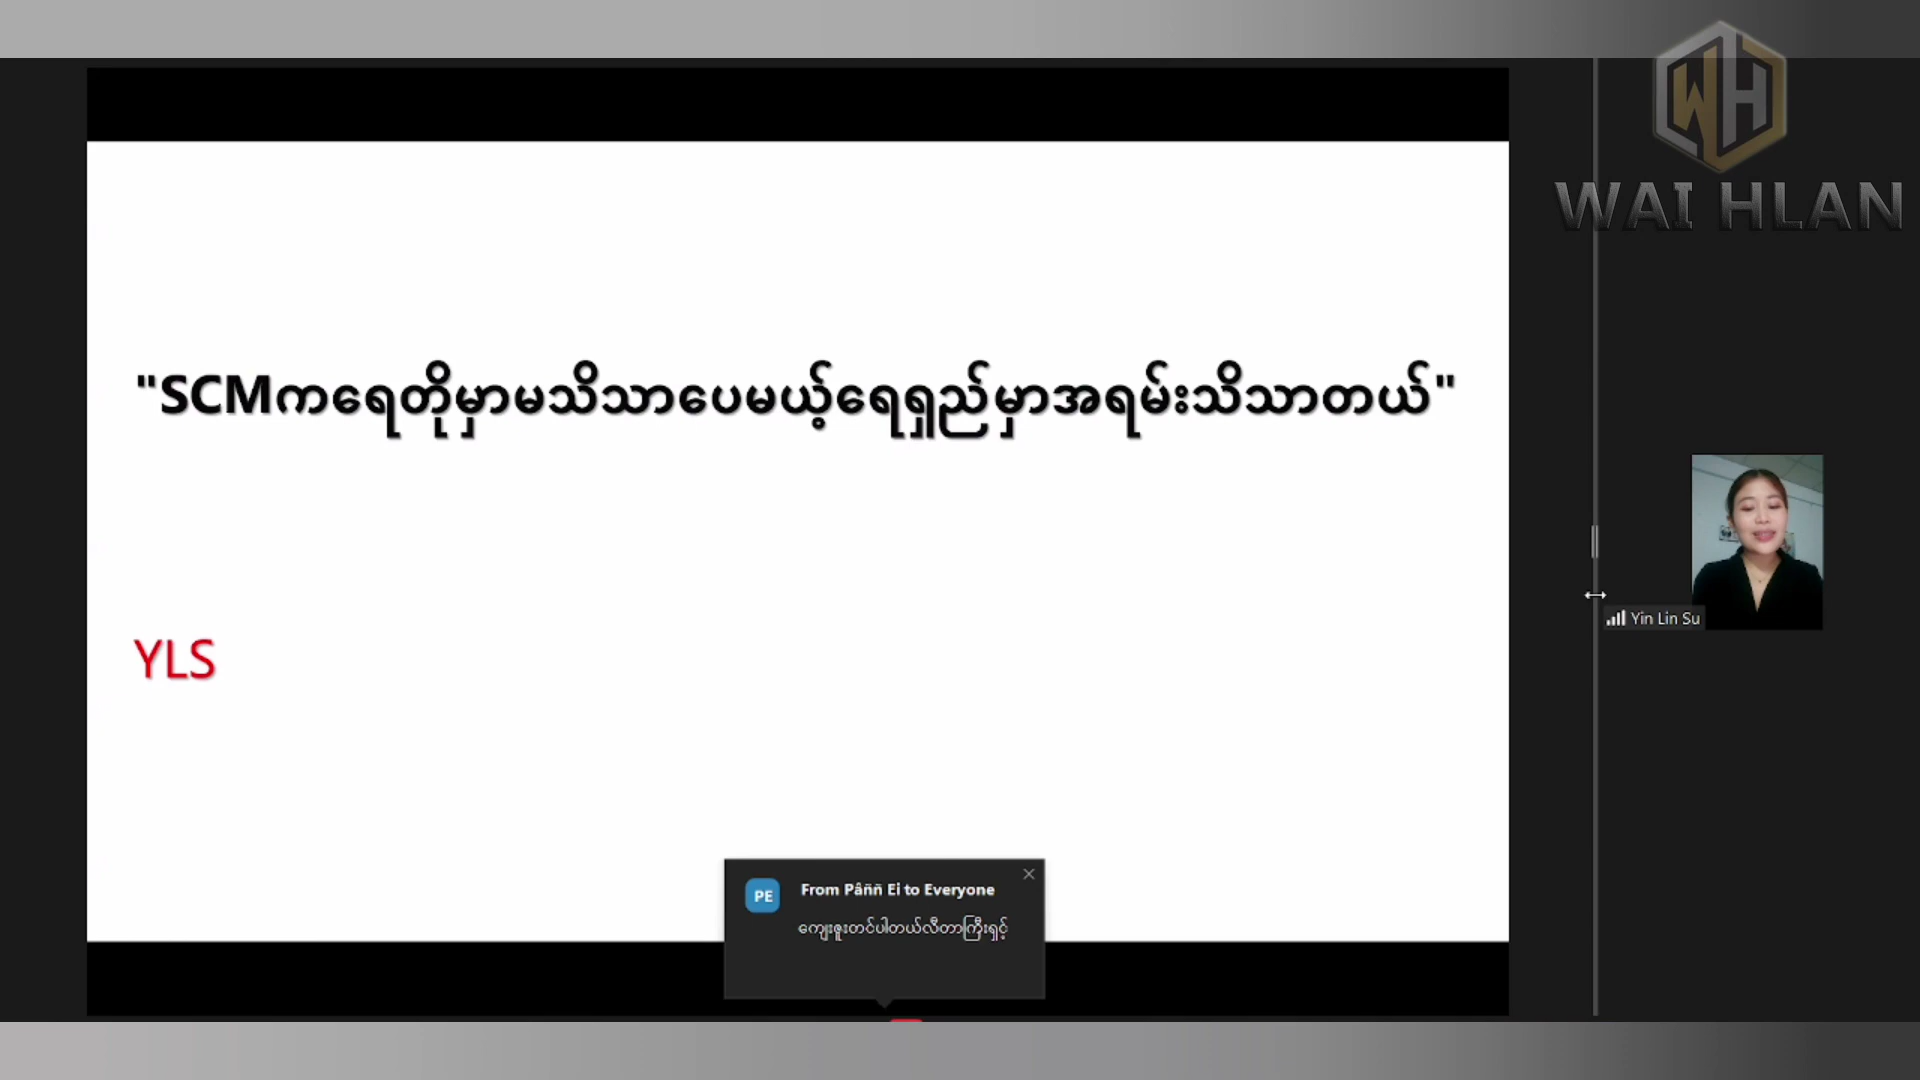 WH
WAI HLAN
"SCMကရေတိုမှာမသိသာပေမယ့်ရေရှည်မှာအရမ်းသိသာတယ်"
YLS
Yin Lin Su
PE
From Pâññ Ei to Everyone
ကျေးဇူးတင်ပါတယ်လီတာကြီးရှင့်